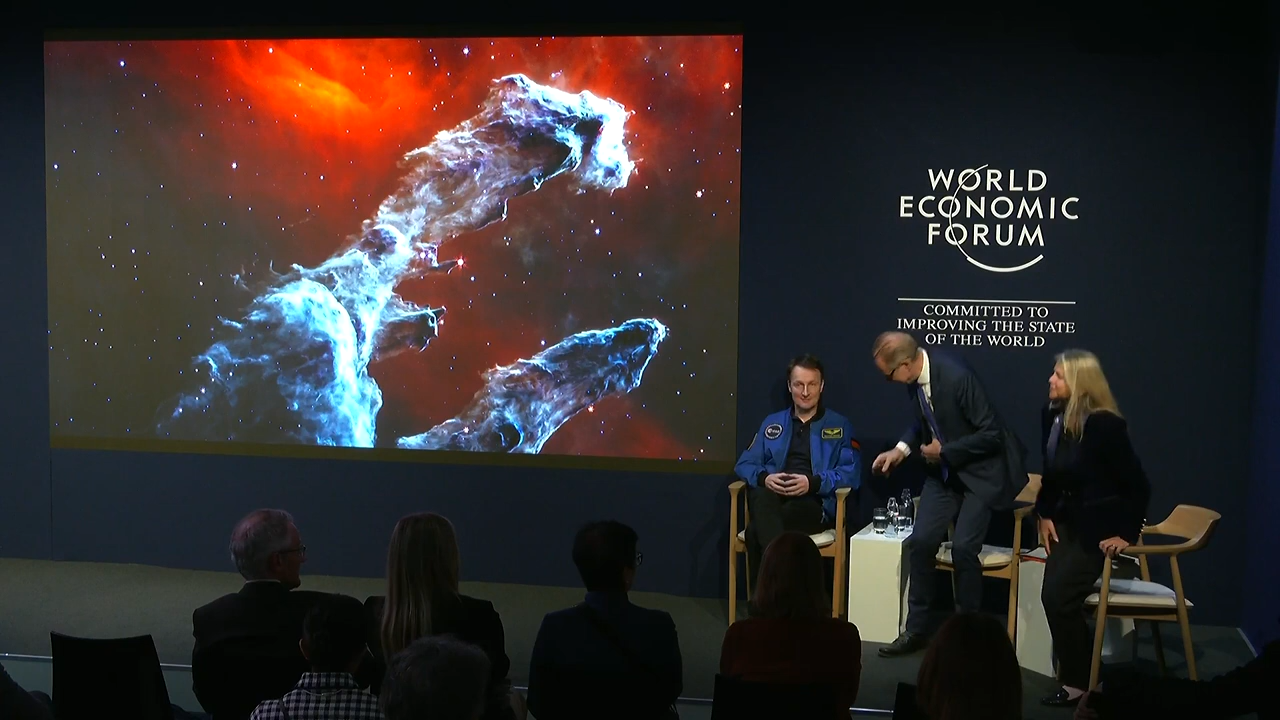 WORLD
ECONOMIC
FORUM
COMMITTED TO
IMPROVING THE STATE
OF THE WORLD